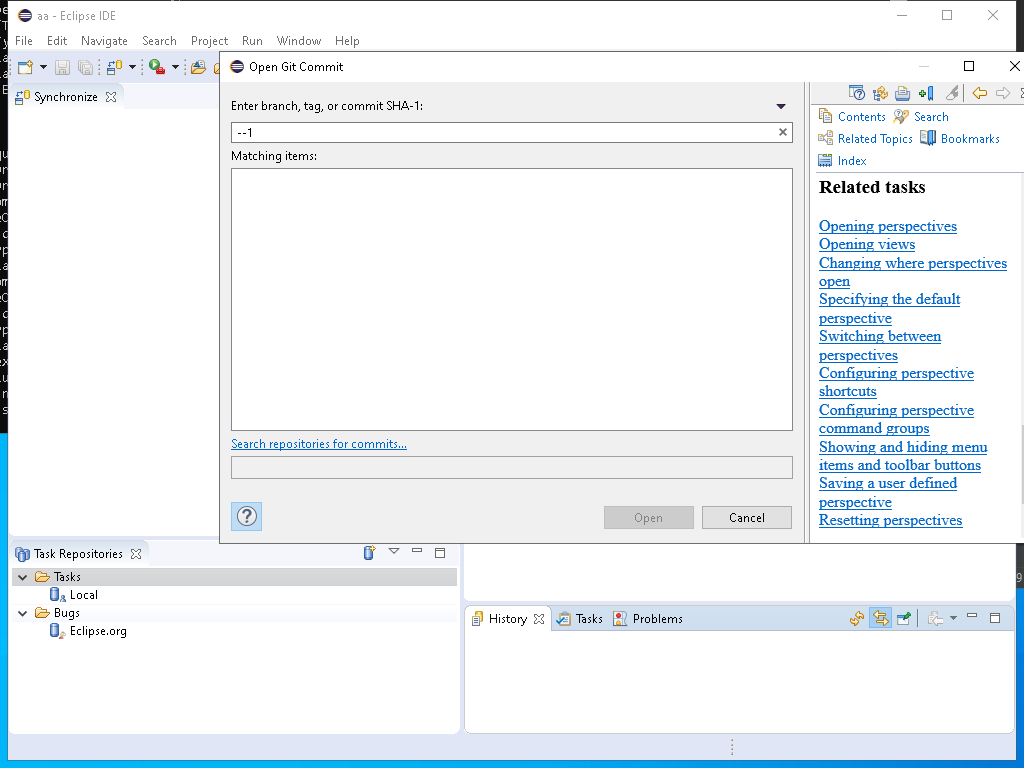 aa - Eclipse IDE
File Edit Navigate Search Project Run Window Help
Open Git Commit
Synchronize
Enter branch, tag, or commit SHA-1:
--1
Matching items:
Search repositories for commits...
Open Cancel
Contents Search
Related Topics Bookmarks
Index
Related tasks
Opening perspectives
Opening views
Changing where perspectives
open
Specifying the default
perspective
Switching between
perspectives
Configuring perspective
shortcuts
Configuring perspective
command groups
Showing and hiding menu
items and toolbar buttons
Saving a user defined
perspective
Resetting perspectives
Task Repositories
Tasks
Local
Bugs
Eclipse.org
History Tasks Problems